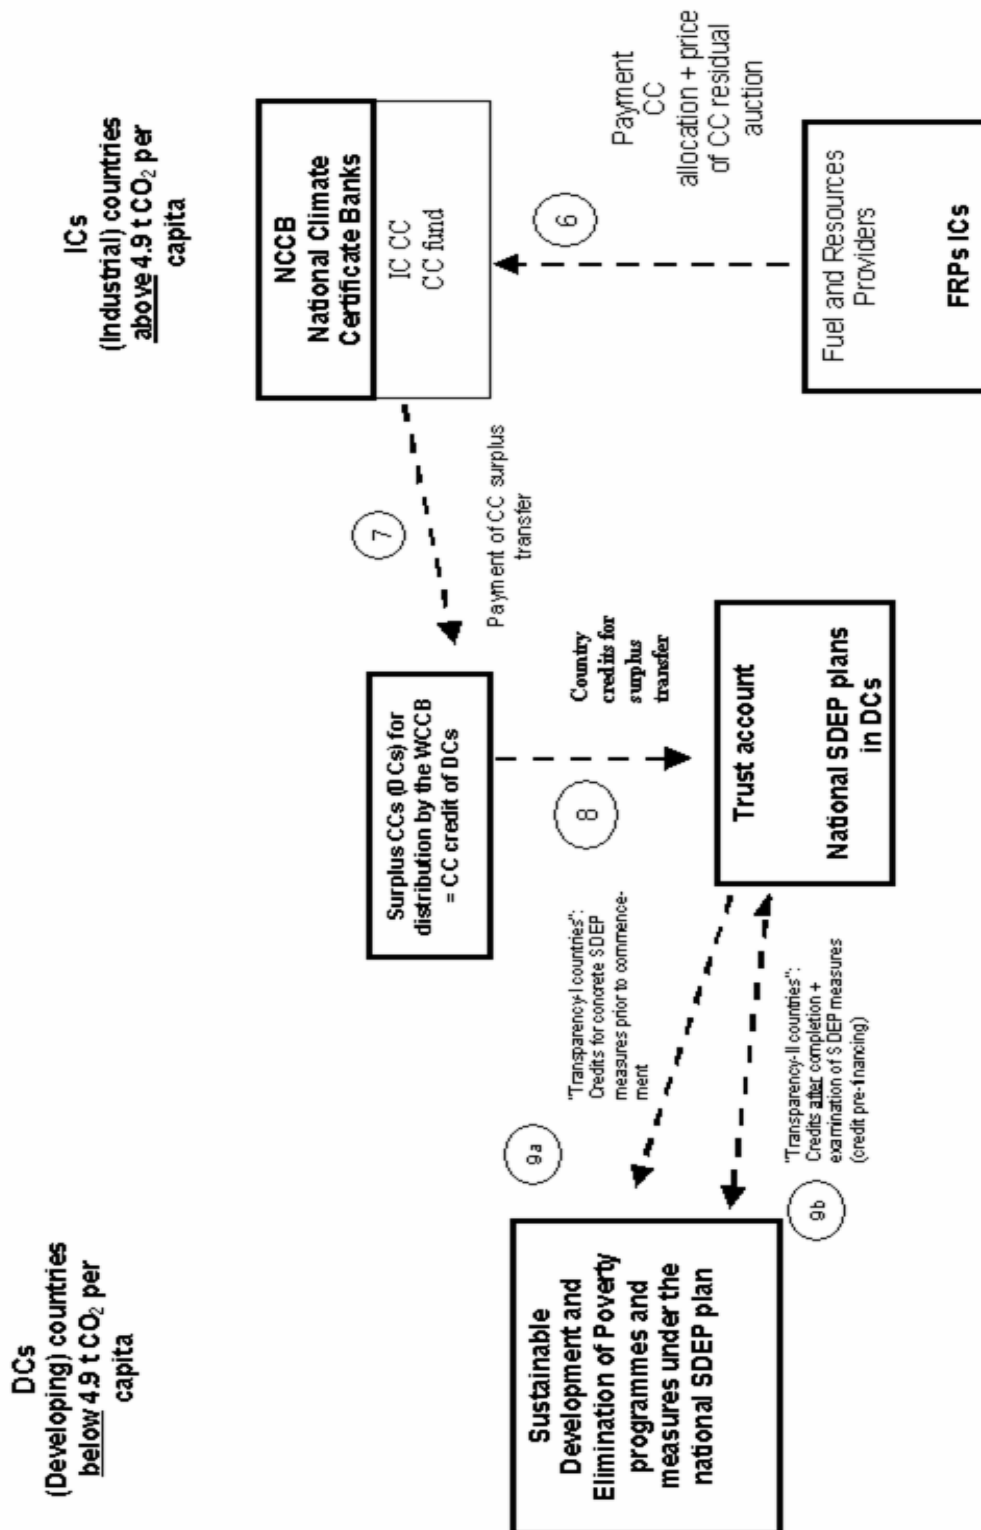 DCs
(Developing) countries
below 4.9 t CO₂ per
capita
ICs
(Industrial) countries
above 4.9 t CO₂ per
capita
NCCB
National Climate
Certificate Banks
IC CC
CC fund
7
Payment of CC surplus
transfer
Surplus CCs (DCs) for
distribution by the WCCB
= CC credit of DCs
6
Payment
CC
allocation + price
of CC residual
auction
8
Country
credits for
surplus
transfer
9a
"Transparency-I countries":
Credits for concrete SDEP
measures prior to commence-
ment
Sustainable
Development and
Elimination of Poverty
programmes and
measures under the
national SDEP plan
Trust account
National SDEP plans
in DCs
Fuel and Resources
Providers
FRPs ICs
9b
"Transparency-II countries":
Credits after completion +
examination of SDEP measures
(credit pre-financing)